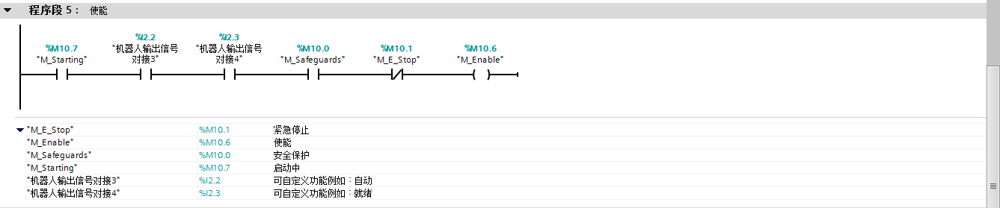 程序段 5： 使能
%M10.7
"M_Starting"
%I2.2
"机器人输出信号
对接3"
%I2.3
"机器人输出信号
对接4"
%M10.0
"M_Safeguards"
%M10.1
"M_E_Stop"
%M10.6
"M_Enable"
"M_E_Stop" %M10.1 紧急停止
"M_Enable" %M10.6 使能
"M_Safeguards" %M10.0 安全保护
"M_Starting" %M10.7 启动中
"机器人输出信号对接3" %I2.2 可自定义功能例如：自动
"机器人输出信号对接4" %I2.3 可自定义功能例如：就绪